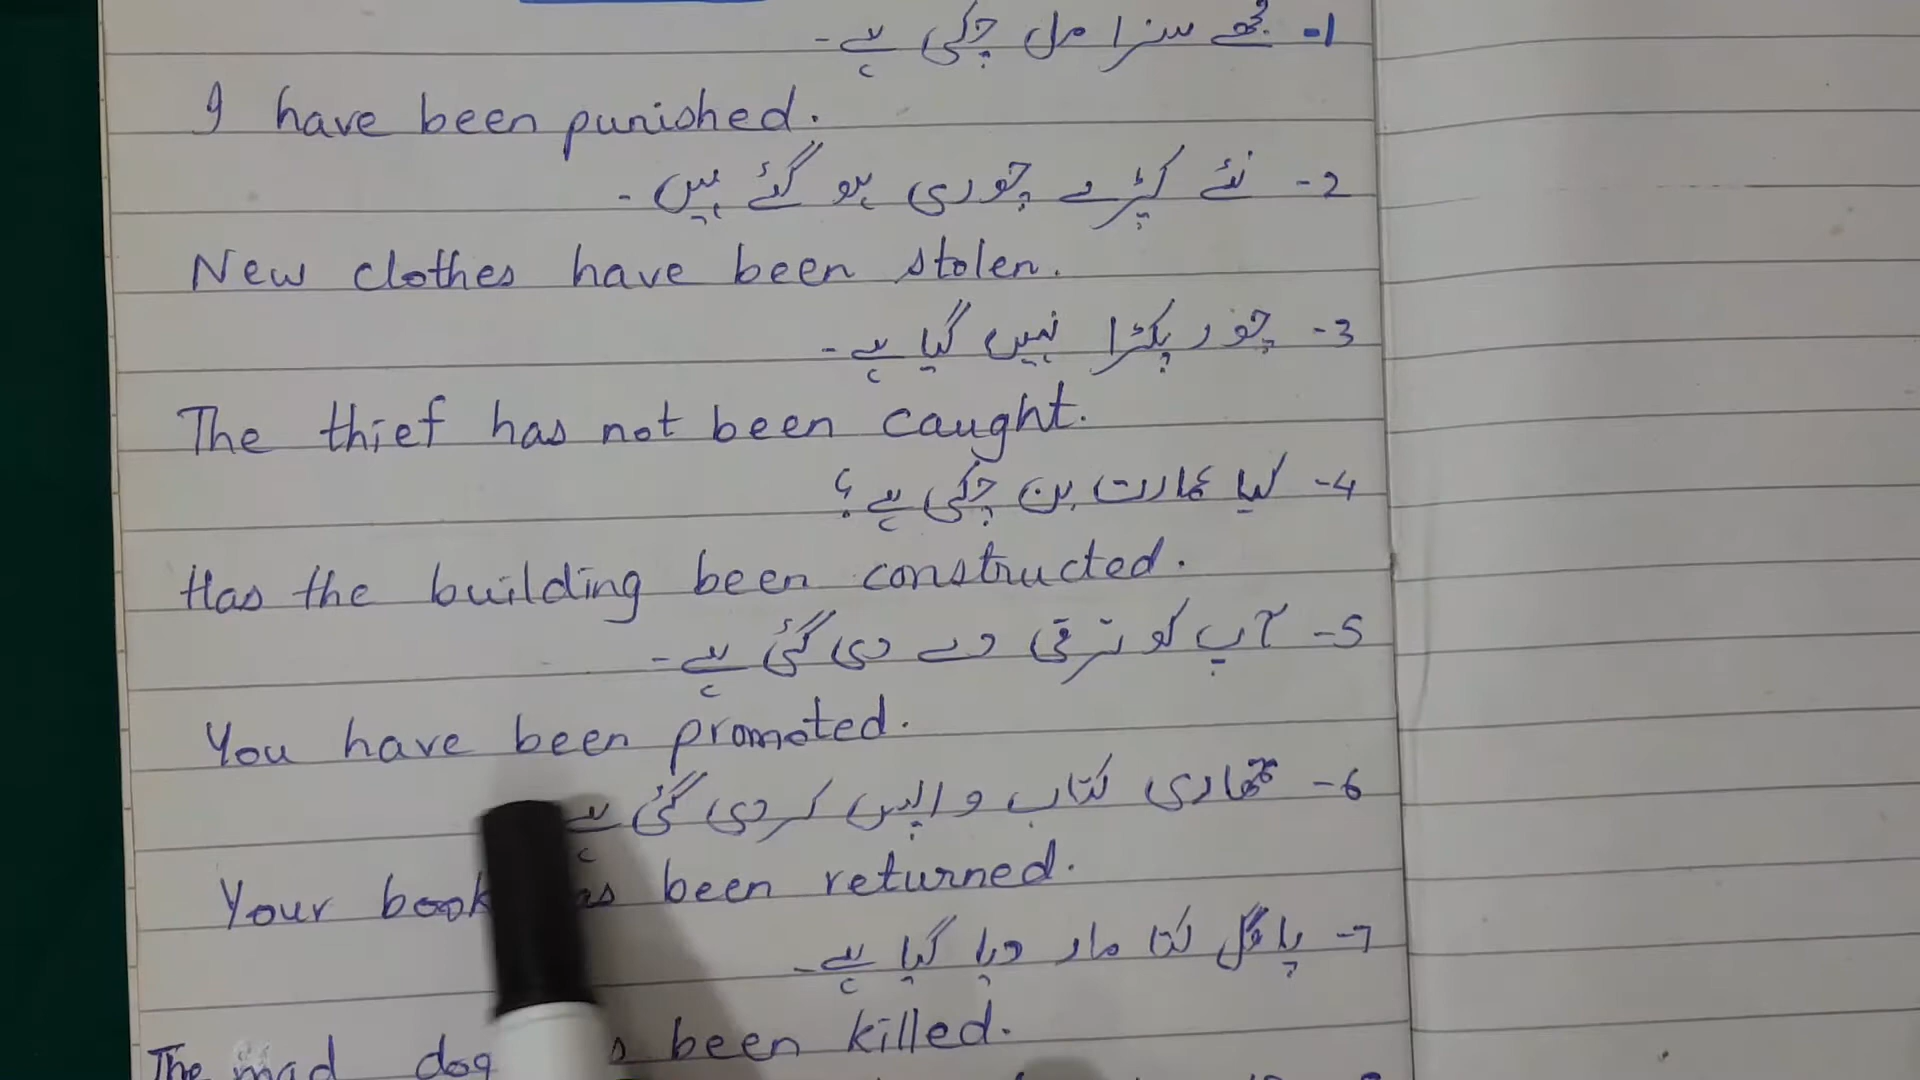 1- مجھے سزا مل چکی ہے-
I have been punished.
2- نئے کپڑے چوری ہو گئے ہیں-
New clothes have been stolen.
3- چور پکڑا نہیں گیا ہے-
The thief has not been caught.
4- کیا عمارت بن چکی ہے؟
Has the building been constructed.
5- آپ کو ترقی دے دی گئی ہے-
You have been promoted.
6- تمھاری کتاب واپس کر دی گئی ہے
Your book been returned.
7- پاگل کتا مار دیا گیا ہے-
The mad dog been killed.